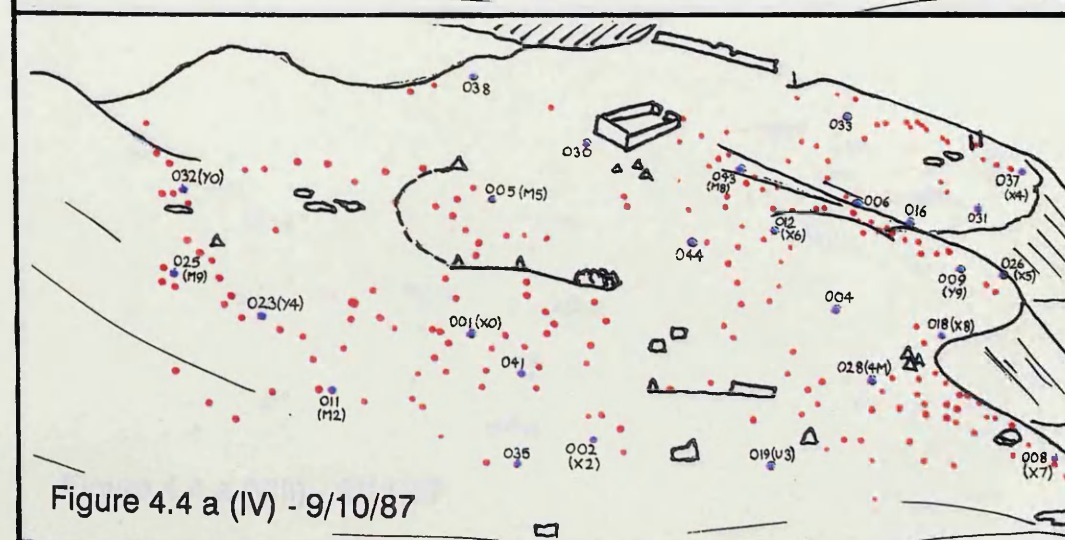 038
033
030
032(Y0)
043
(M8)
037
(X4)
005(M5)
006
016
031
012
(X6)
044
025
(M9)
009
(Y9)
026
(X5)
023(Y4)
004
001(X0)
018(X8)
041
028(4M)
011
(M2)
035
002
(X2)
019(U3)
008
(X7)
Figure 4.4 a (IV) - 9/10/87